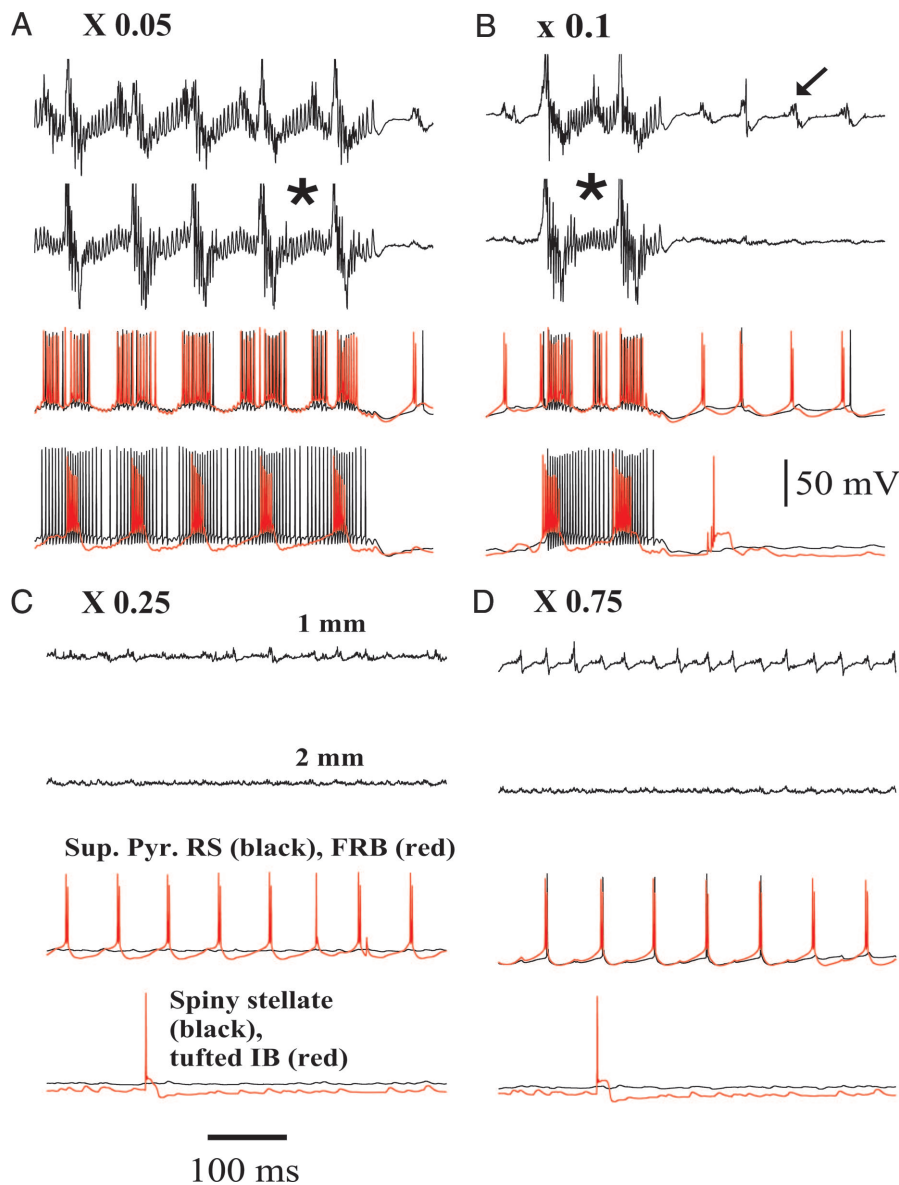 A X 0.05
B x 0.1
*
*
50 mV
C X 0.25
D X 0.75
1 mm
2 mm
Sup. Pyr. RS (black), FRB (red)
Spiny stellate
(black),
tufted IB (red)
100 ms